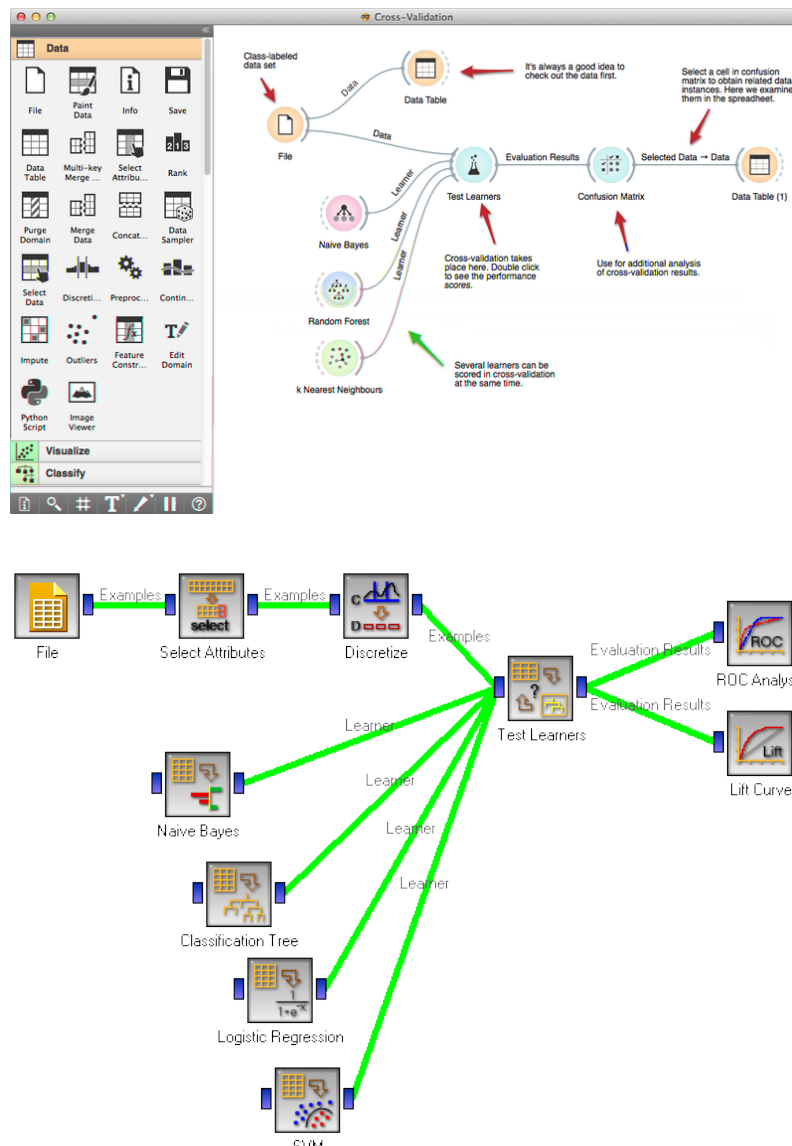 Cross-Validation
Data
File
Paint
Data
Info
Save
Data
Table
Multi-key
Merge ...
Select
Attribu...
Rank
Purge
Domain
Merge
Data
Concat...
Data
Sampler
Select
Data
Discreti...
Preproc...
Contin...
Impute
Outliers
Feature
Constr...
Edit
Domain
Python
Script
Image
Viewer
Visualize
Classify
Class-labeled
data set
File
Data
Data
Data Table
It's always a good idea to
check out the data first.
Select a cell in confusion
matrix to obtain related data
instances. Here we examine
them in the spreadheet.
Learner
Learner
Learner
Naive Bayes
Random Forest
k Nearest Neighbours
Test Learners
Evaluation Results
Confusion Matrix
Selected Data → Data
Data Table (1)
Cross-validation takes
place here. Double click
to see the performance
scores.
Use for additional analysis
of cross-validation results.
Several learners can be
scored in cross-validation
at the same time.
File
Examples
select
Select Attributes
Examples
C
D
Discretize
Examples
?
Test Learners
Evaluation Results
Evaluation Results
ROC
ROC Analys
Lift
Lift Curve
Learner
Learner
Learner
Learner
Naive Bayes
Classification Tree
1
1+e^-x
Logistic Regression
SVM